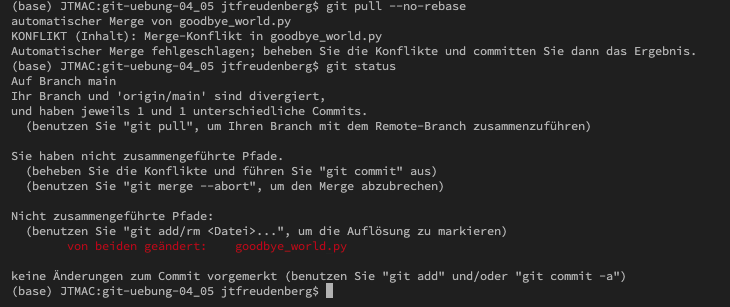 (base) JTMAC:git-uebung-04_05 jtfreudenberg$ git pull --no-rebase
automatischer Merge von goodbye_world.py
KONFLIKT (Inhalt): Merge-Konflikt in goodbye_world.py
Automatischer Merge fehlgeschlagen; beheben Sie die Konflikte und committen Sie dann das Ergebnis.
(base) JTMAC:git-uebung-04_05 jtfreudenberg$ git status
Auf Branch main
Ihr Branch und 'origin/main' sind divergiert,
und haben jeweils 1 und 1 unterschiedliche Commits.
  (benutzen Sie "git pull", um Ihren Branch mit dem Remote-Branch zusammenzuführen)

Sie haben nicht zusammengeführte Pfade.
  (beheben Sie die Konflikte und führen Sie "git commit" aus)
  (benutzen Sie "git merge --abort", um den Merge abzubrechen)

Nicht zusammengeführte Pfade:
  (benutzen Sie "git add/rm <Datei>...", um die Auflösung zu markieren)
        von beiden geändert:    goodbye_world.py

keine Änderungen zum Commit vorgemerkt (benutzen Sie "git add" und/oder "git commit -a")
(base) JTMAC:git-uebung-04_05 jtfreudenberg$